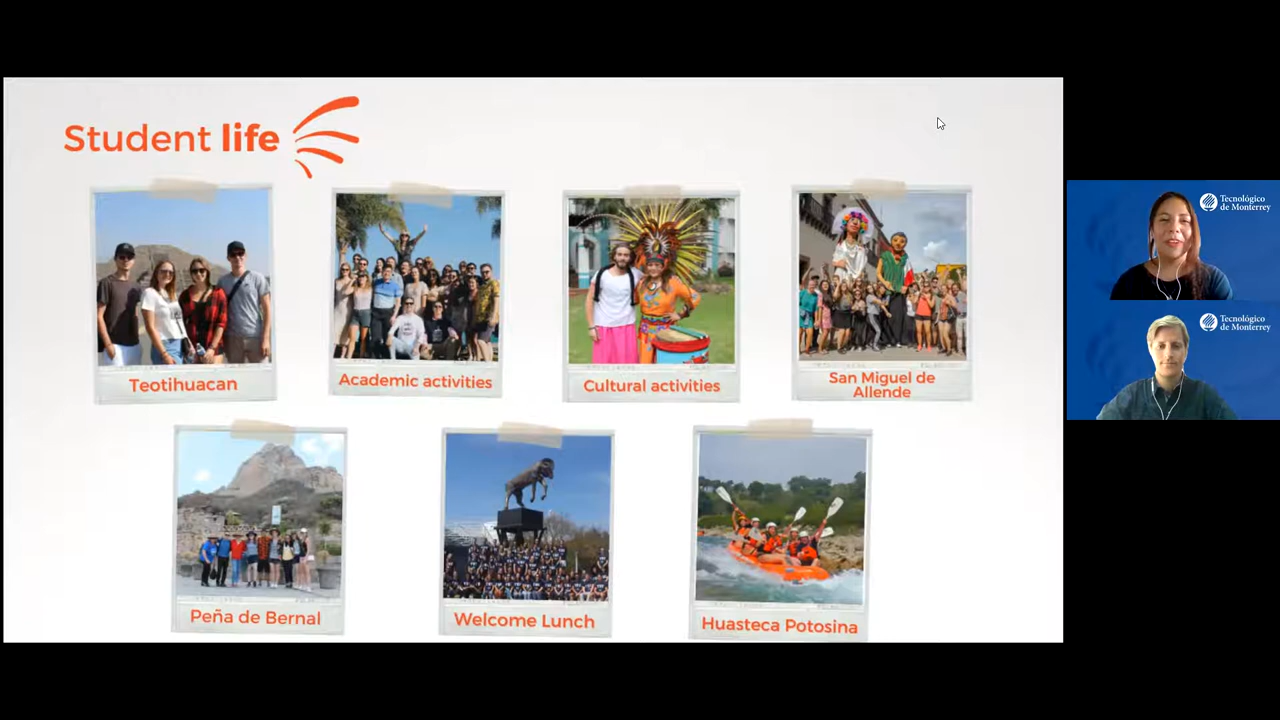 Student life
Teotihuacan
Academic activities
Cultural activities
San Miguel de
Allende
Peña de Bernal
Welcome Lunch
Huasteca Potosina
Tecnológico
de Monterrey
Tecnológico
de Monterrey